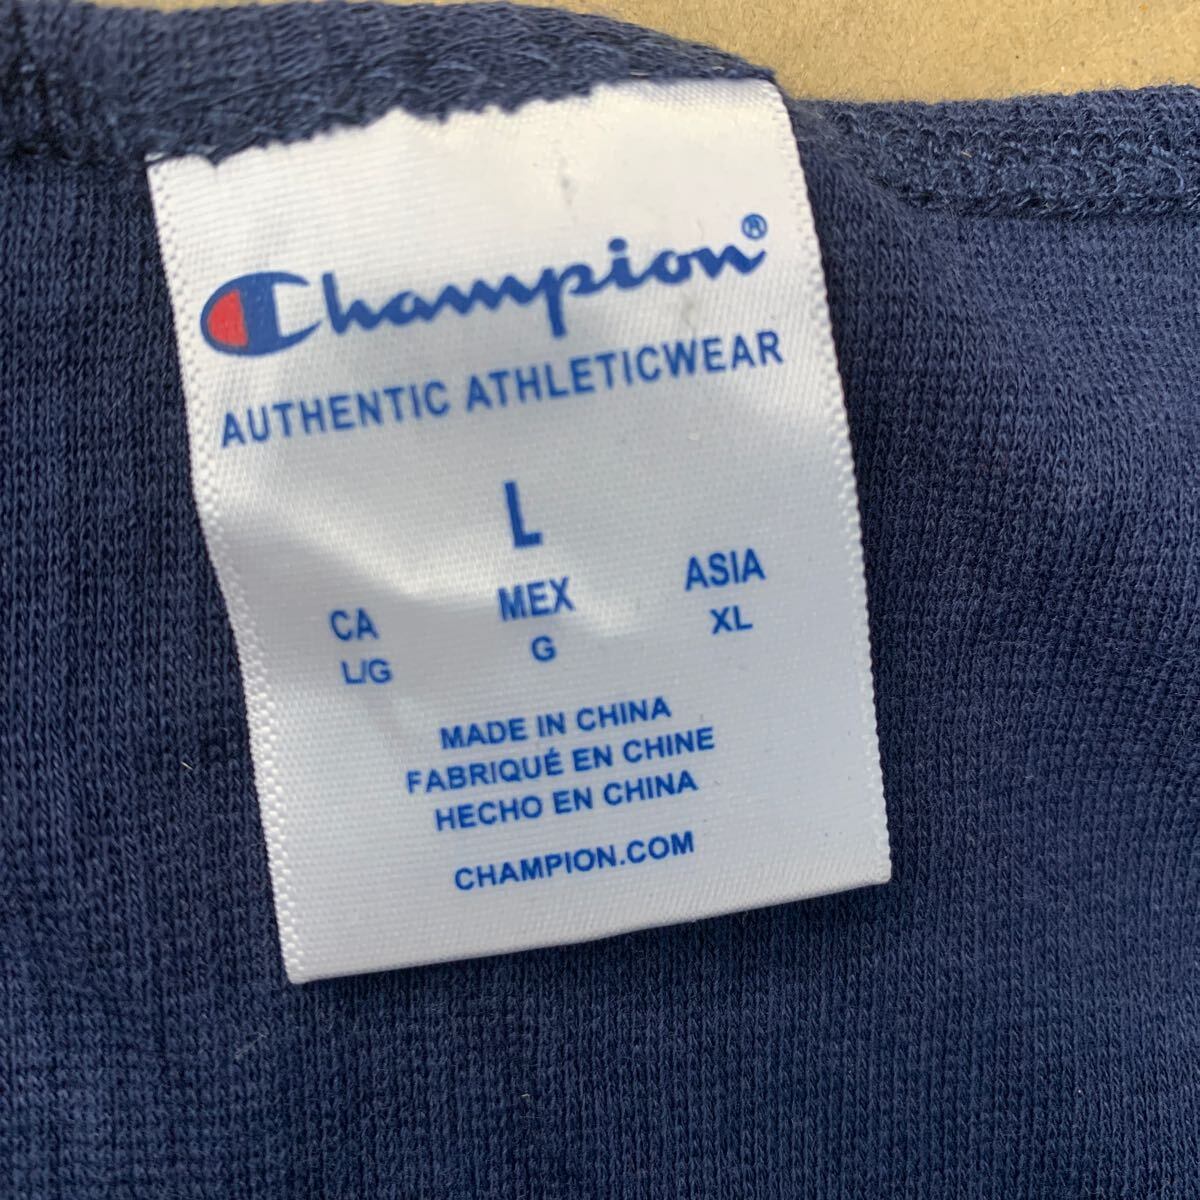 Champion®
AUTHENTIC ATHLETICWEAR
L
CA MEX ASIA
L/G G XL
MADE IN CHINA
FABRIQUÉ EN CHINE
HECHO EN CHINA
CHAMPION.COM